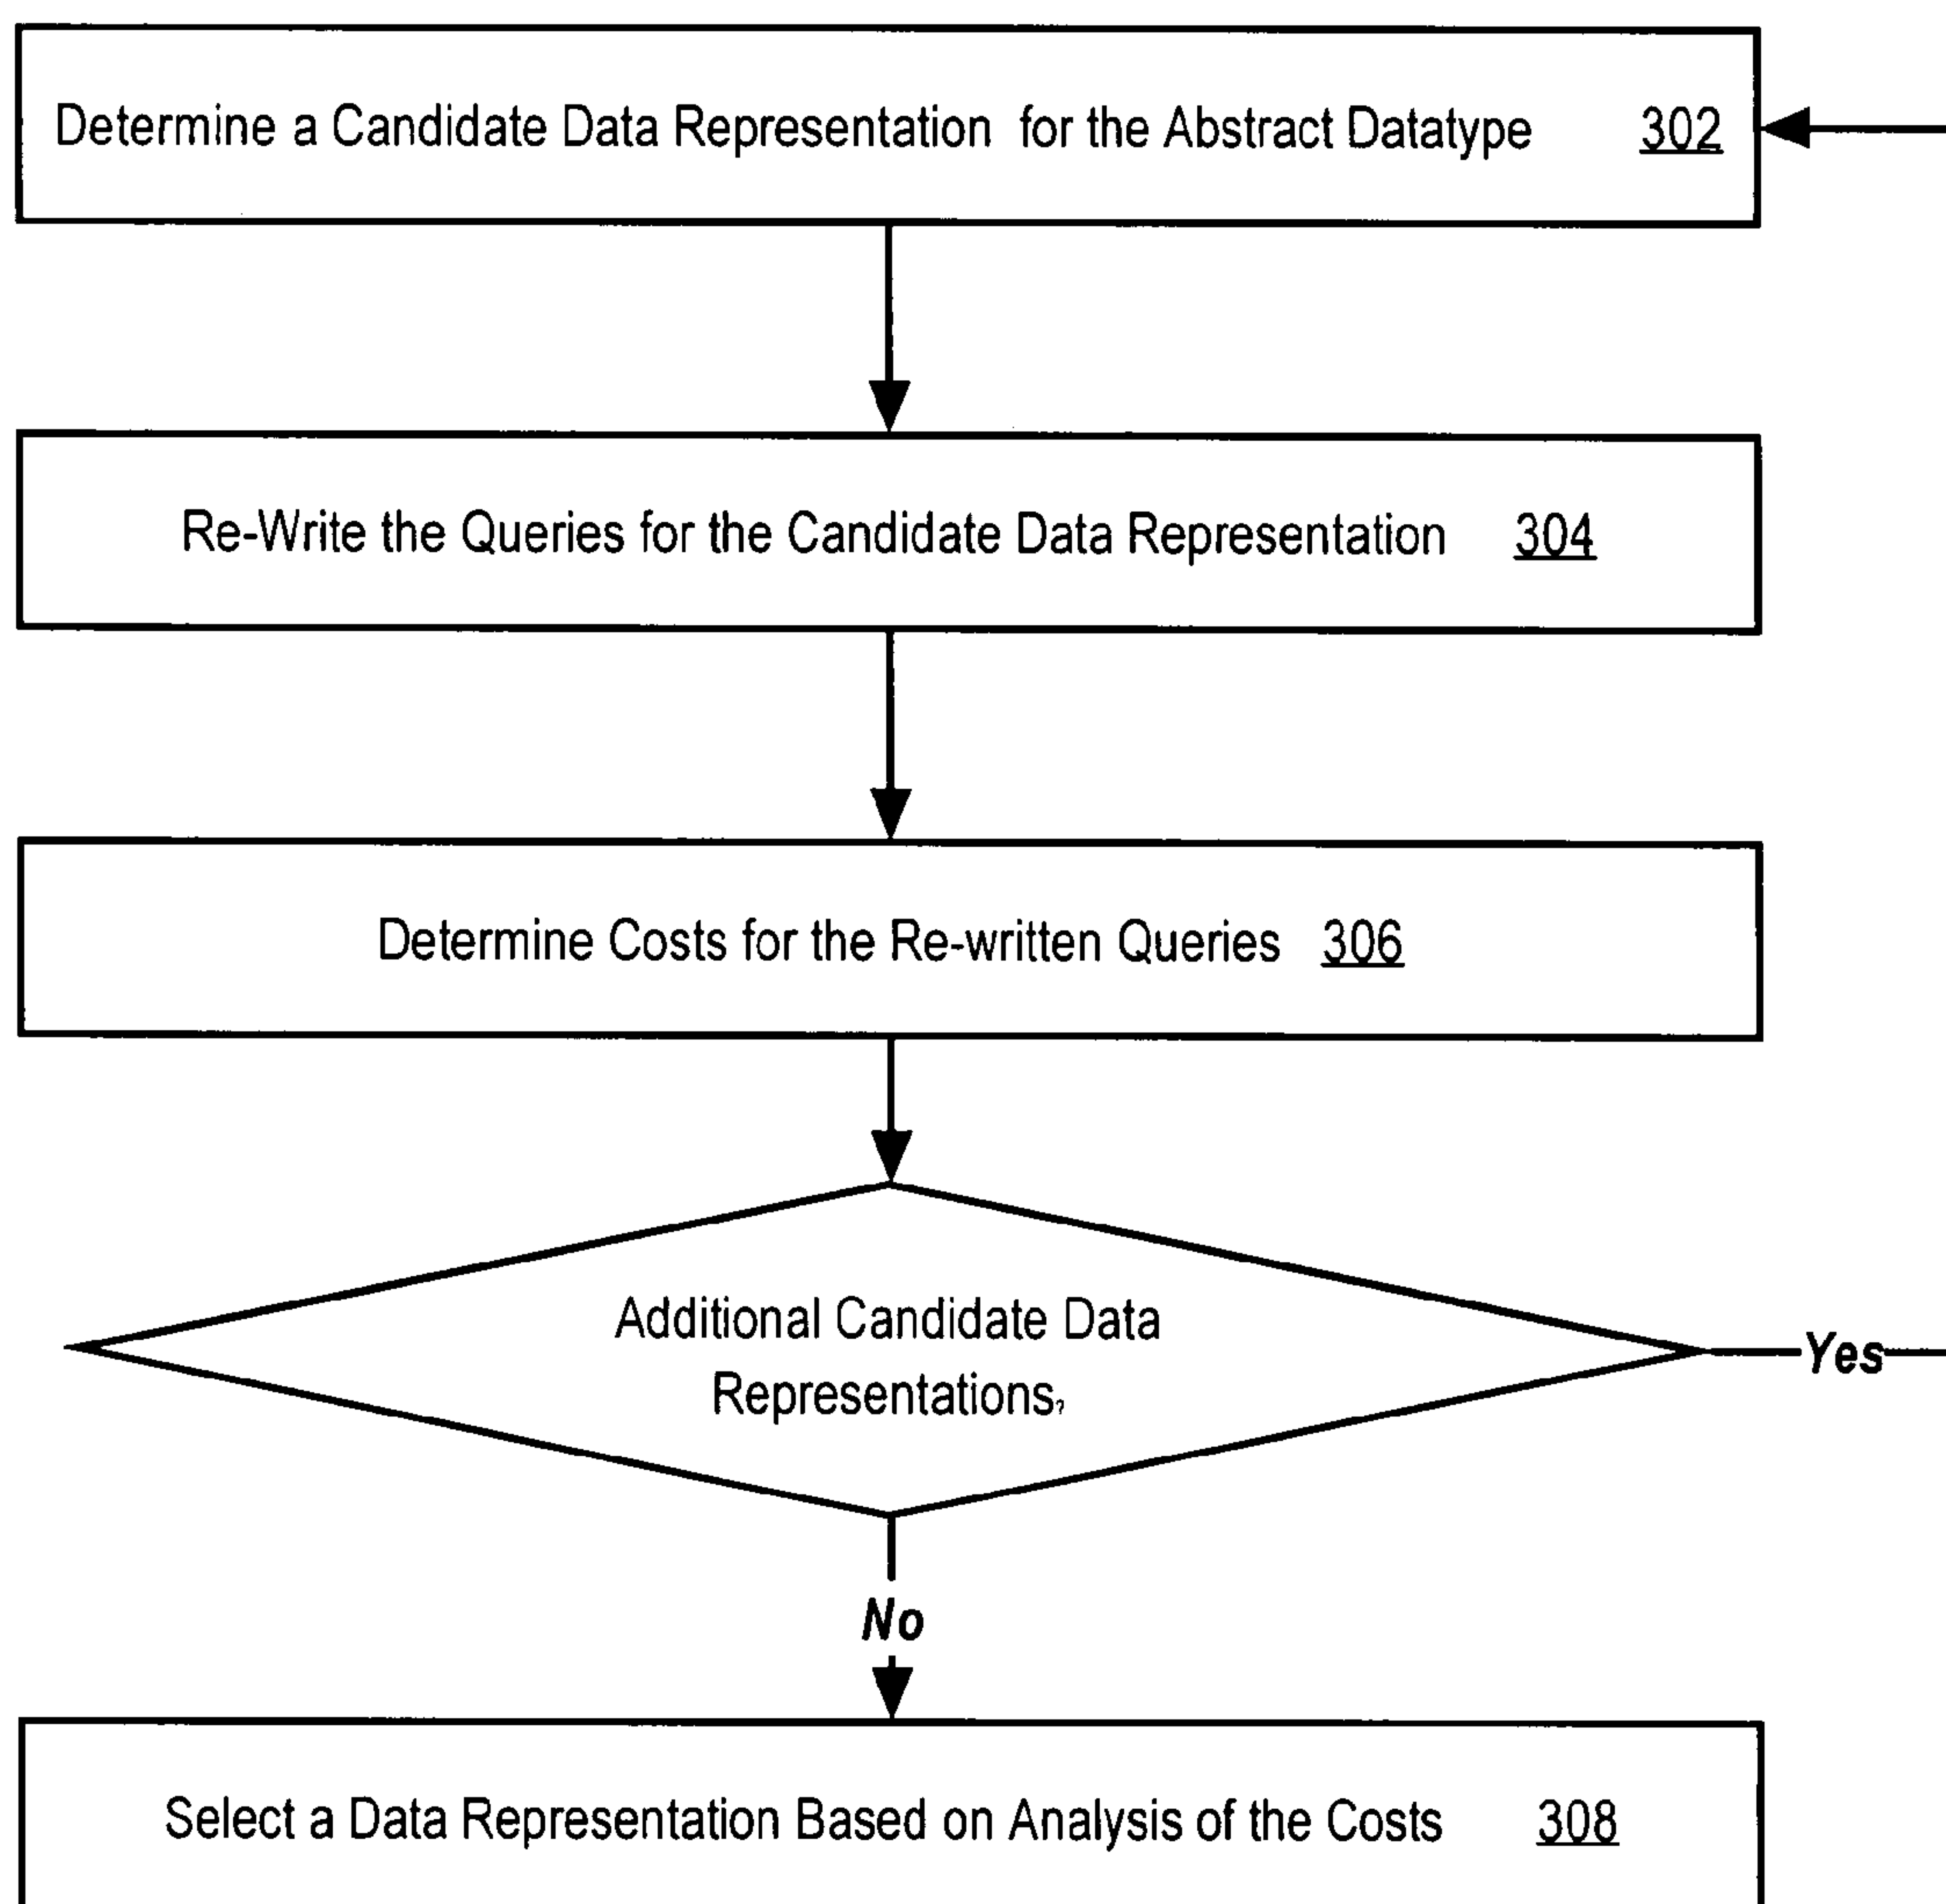 Determine a Candidate Data Representation for the Abstract Datatype 302
Re-Write the Queries for the Candidate Data Representation 304
Determine Costs for the Re-written Queries 306
Additional Candidate Data
Representations?
Yes
No
Select a Data Representation Based on Analysis of the Costs 308